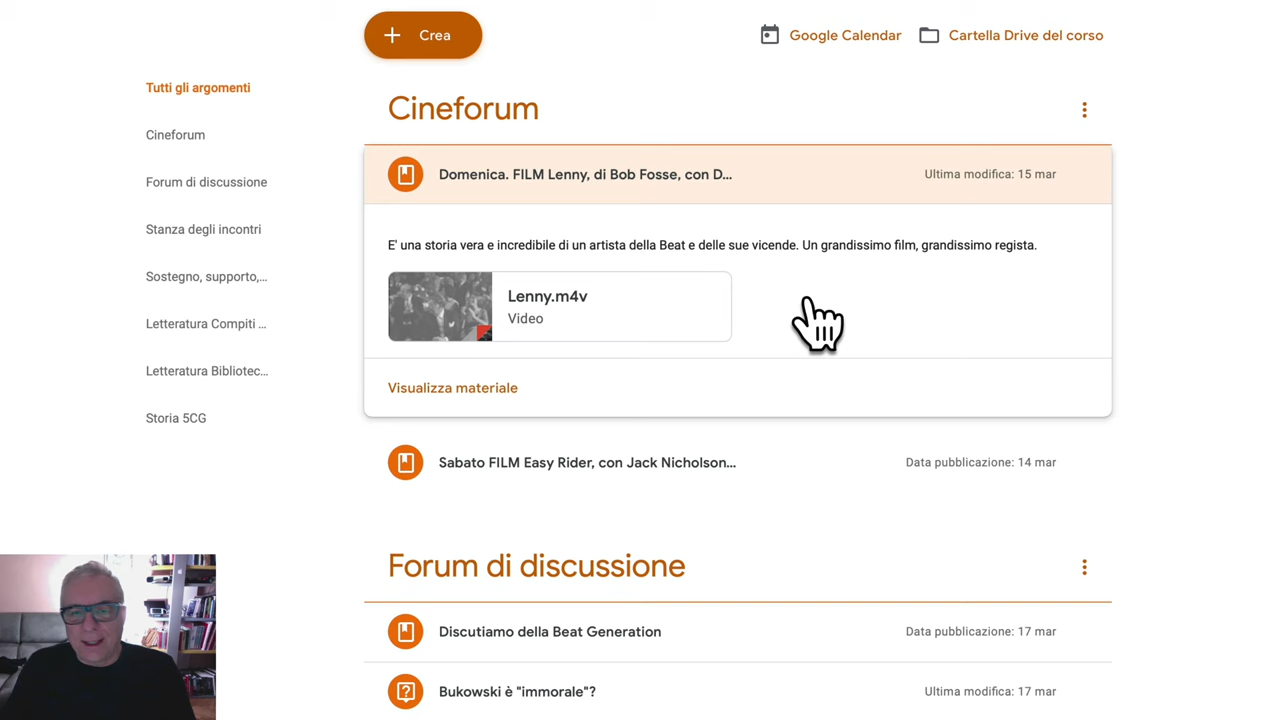 Crea
Google Calendar
Cartella Drive del corso
Tutti gli argomenti
Cineforum
Forum di discussione
Stanza degli incontri
Sostegno, supporto,...
Letteratura Compiti ...
Letteratura Bibliotec...
Storia 5CG
Cineforum
Domenica. FILM Lenny, di Bob Fosse, con D...
Ultima modifica: 15 mar
E' una storia vera e incredibile di un artista della Beat e delle sue vicende. Un grandissimo film, grandissimo regista.
Lenny.m4v
Video
Visualizza materiale
Sabato FILM Easy Rider, con Jack Nicholson...
Data pubblicazione: 14 mar
Forum di discussione
Discutiamo della Beat Generation
Data pubblicazione: 17 mar
Bukowski è "immorale"?
Ultima modifica: 17 mar